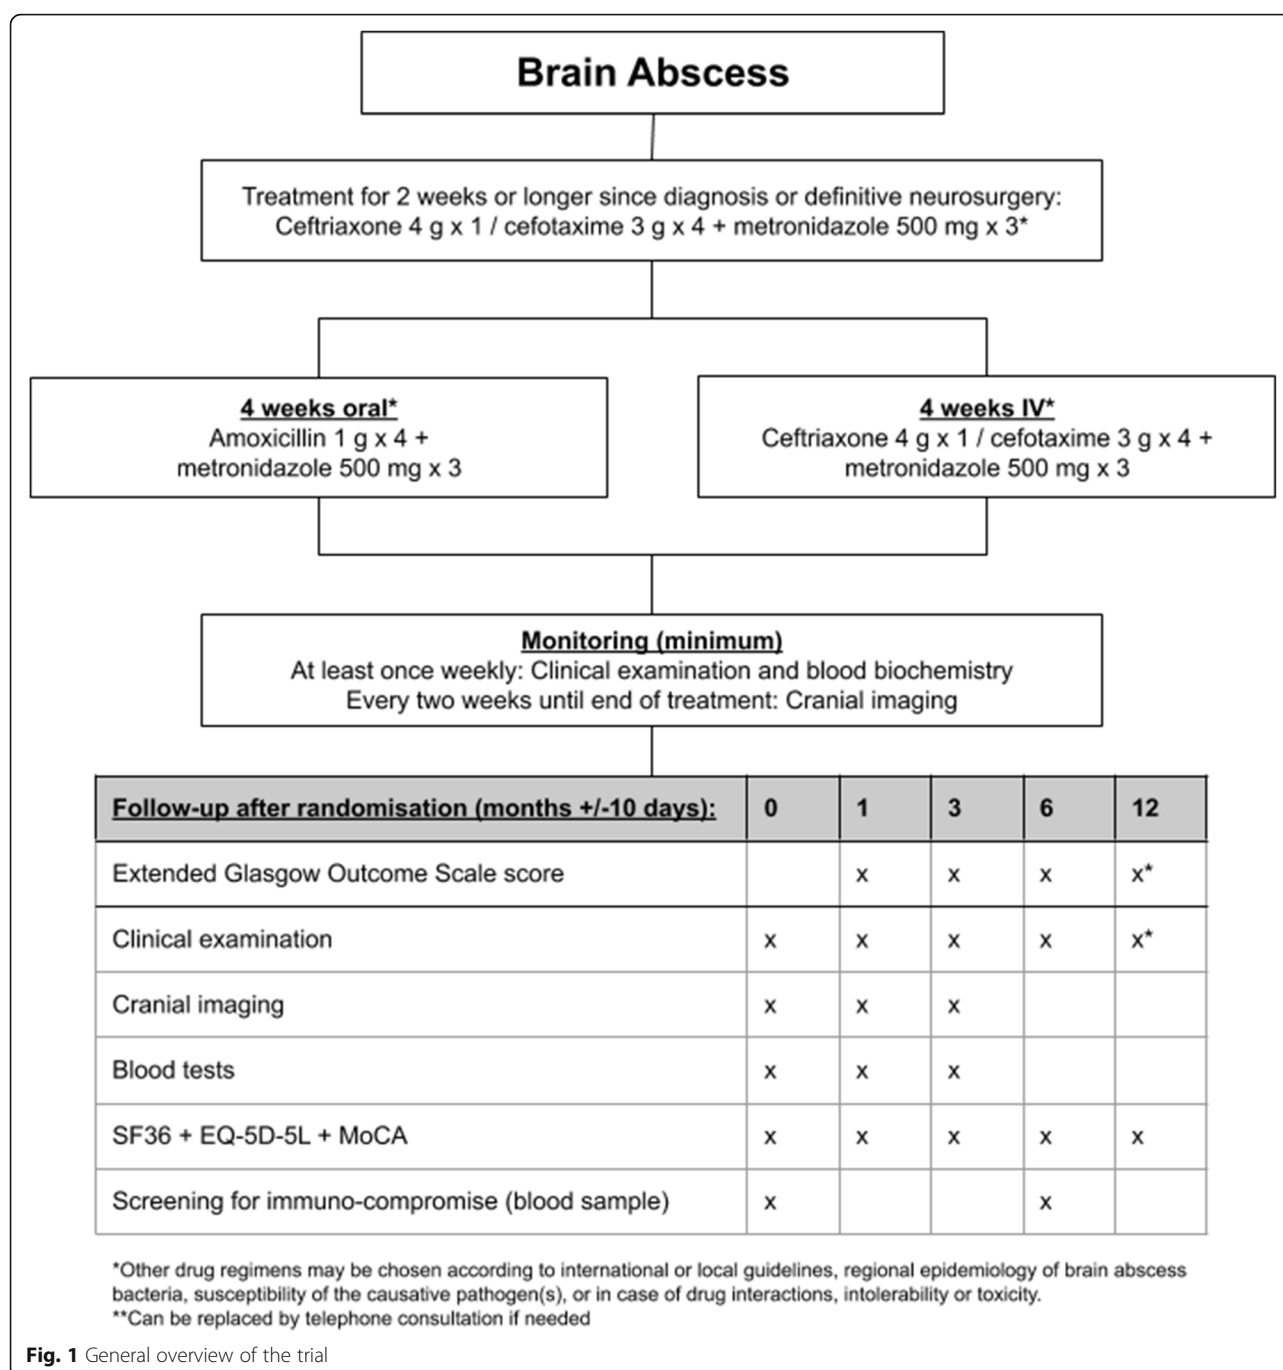 Brain Abscess
Treatment for 2 weeks or longer since diagnosis or definitive neurosurgery:
Ceftriaxone 4 g x 1 / cefotaxime 3 g x 4 + metronidazole 500 mg x 3*
4 weeks oral*
Amoxicillin 1 g x 4 +
metronidazole 500 mg x 3
4 weeks IV*
Ceftriaxone 4 g x 1 / cefotaxime 3 g x 4 +
metronidazole 500 mg x 3
Monitoring (minimum)
At least once weekly: Clinical examination and blood biochemistry
Every two weeks until end of treatment: Cranial imaging
Follow-up after randomisation (months +/-10 days): 0 1 3 6 12
Extended Glasgow Outcome Scale score x x x x*
Clinical examination x x x x x*
Cranial imaging x x x
Blood tests x x x
SF36 + EQ-5D-5L + MoCA x x x x x
Screening for immuno-compromise (blood sample) x x
*Other drug regimens may be chosen according to international or local guidelines, regional epidemiology of brain abscess
bacteria, susceptibility of the causative pathogen(s), or in case of drug interactions, intolerability or toxicity.
**Can be replaced by telephone consultation if needed
Fig. 1 General overview of the trial